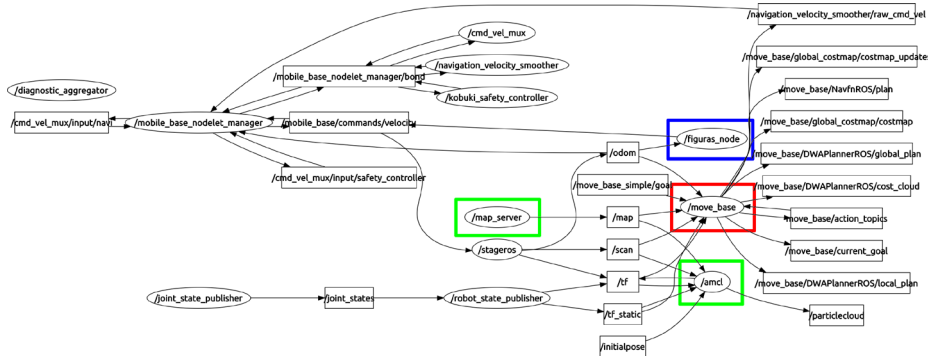 /navigation_velocity_smoother/raw_cmd_vel
/cmd_vel_mux
/move_base/global_costmap/costmap_updates
/navigation_velocity_smoother
/mobile_base_nodelet_manager/bond
/diagnostic_aggregator
/move_base/NavfnROS/plan
/kobuki_safety_controller
/cmd_vel_mux/input/navi
/mobile_base_nodelet_manager
/mobile_base/commands/velocity
/move_base/global_costmap/costmap
/figuras_node
/odom
/move_base/DWAPlannerROS/global_plan
/cmd_vel_mux/input/safety_controller
/move_base_simple/goal
/move_base/DWAPlannerROS/cost_cloud
/move_base
/map_server
/map
/move_base/action_topics
/stageros
/scan
/move_base/current_goal
/tf
/amcl
/move_base/DWAPlannerROS/local_plan
/joint_state_publisher
/joint_states
/robot_state_publisher
/tf_static
/particlecloud
/initialpose